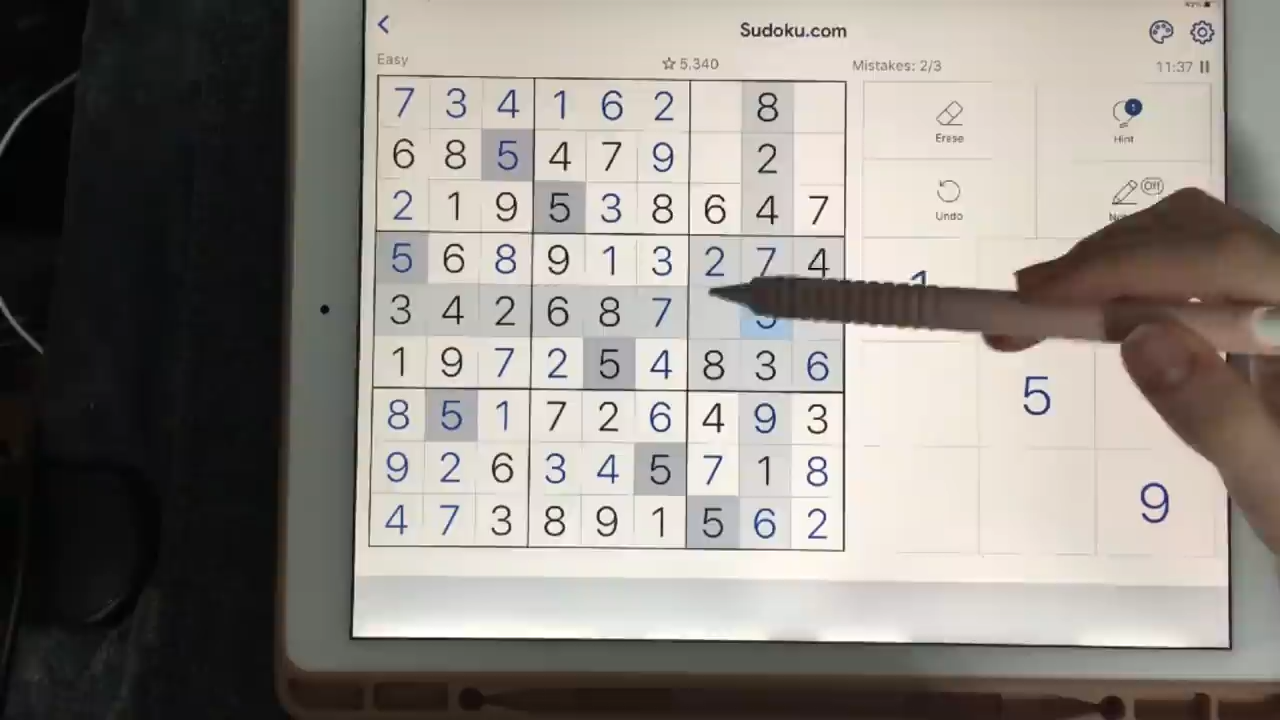 Sudoku.com
Easy
5,340
Mistakes: 2/3
11:37
7 3 4 1 6 2 8
6 8 5 4 7 9 2
2 1 9 5 3 8 6 4 7
5 6 8 9 1 3 2 7 4
3 4 2 6 8 7
1 9 7 2 5 4 8 3 6
8 5 1 7 2 6 4 9 3
9 2 6 3 4 5 7 1 8
4 7 3 8 9 1 5 6 2
Erase
Hint
1
Undo
Off
1
5
9